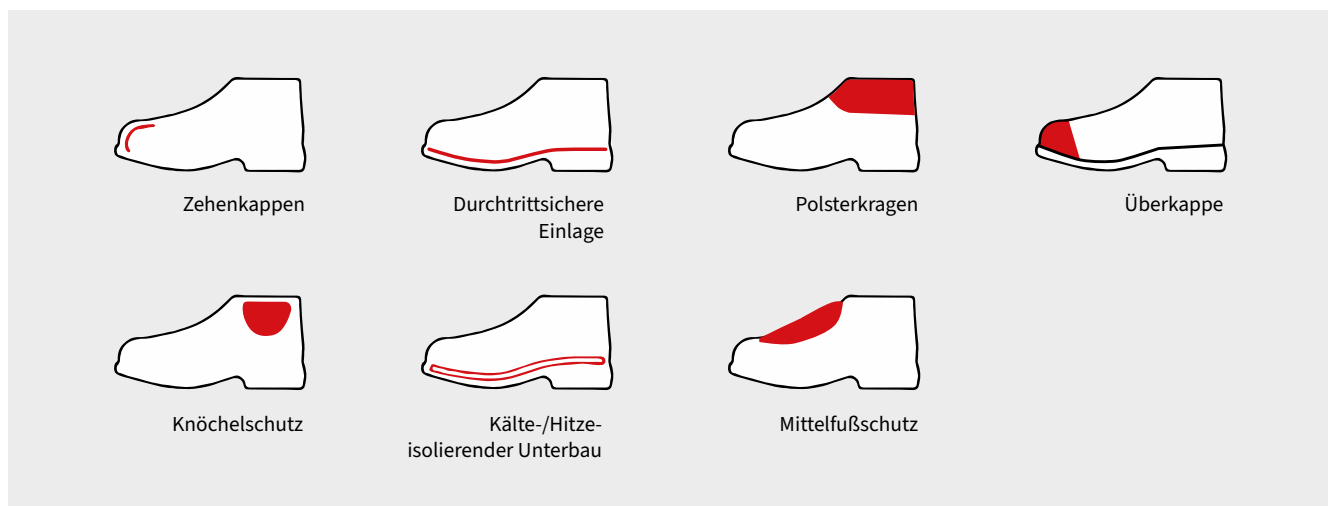 Zehenkappen
Durchtrittsichere
Einlage
Polsterkragen
Überkappe
Knöchelschutz
Kälte-/Hitze-
isolierender Unterbau
Mittelfußschutz